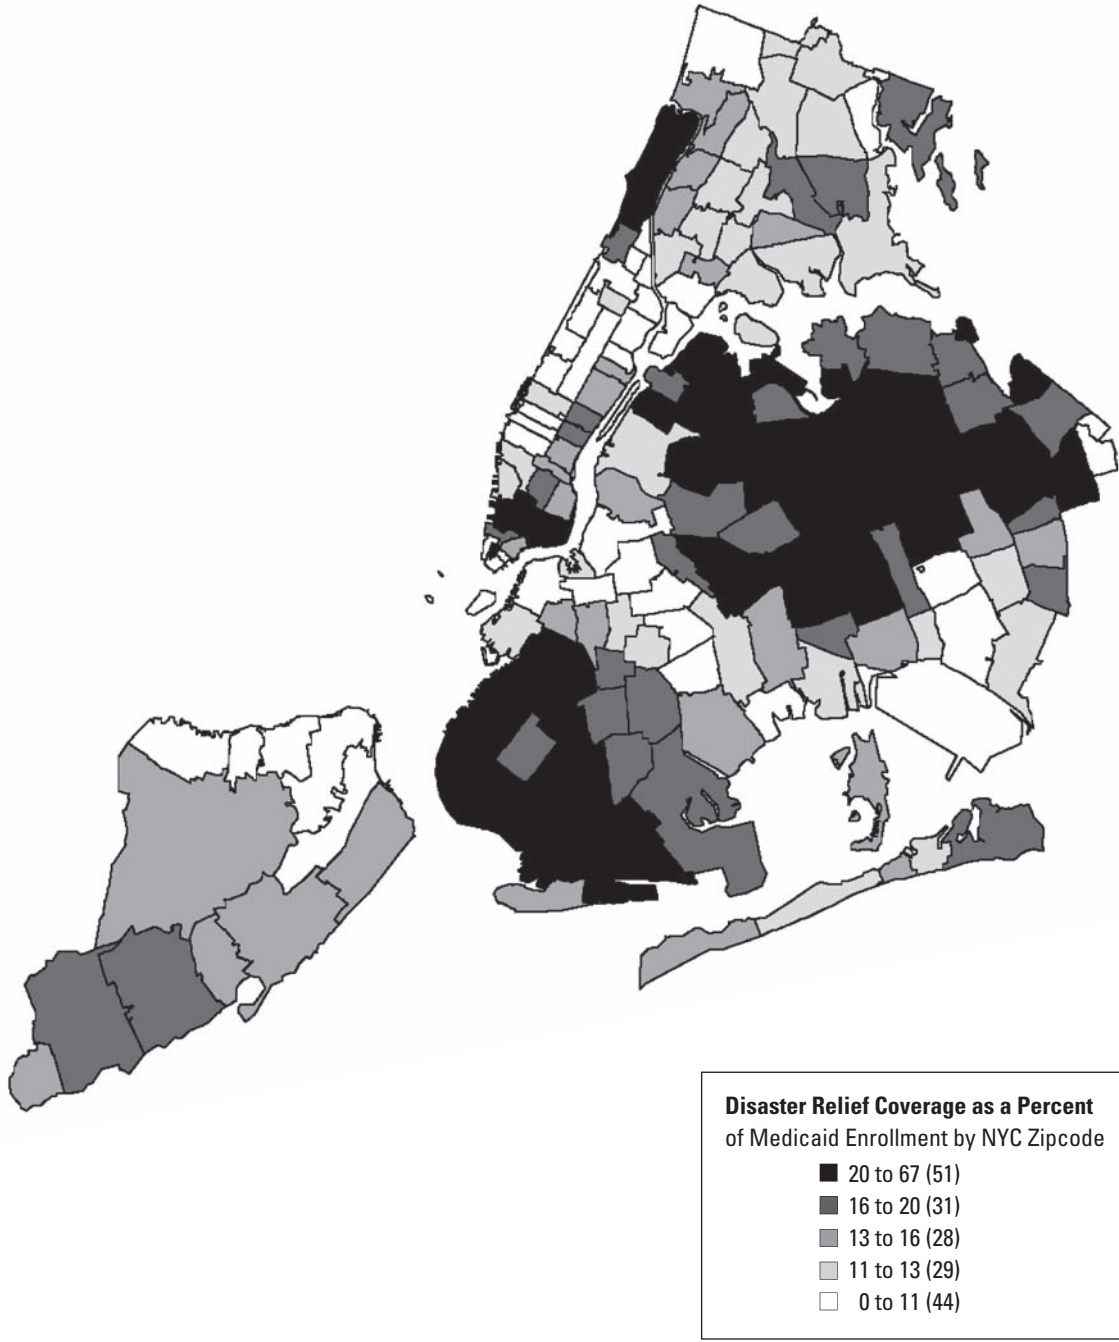 Disaster Relief Coverage as a Percent
of Medicaid Enrollment by NYC Zipcode
20 to 67 (51)
16 to 20 (31)
13 to 16 (28)
11 to 13 (29)
0 to 11 (44)